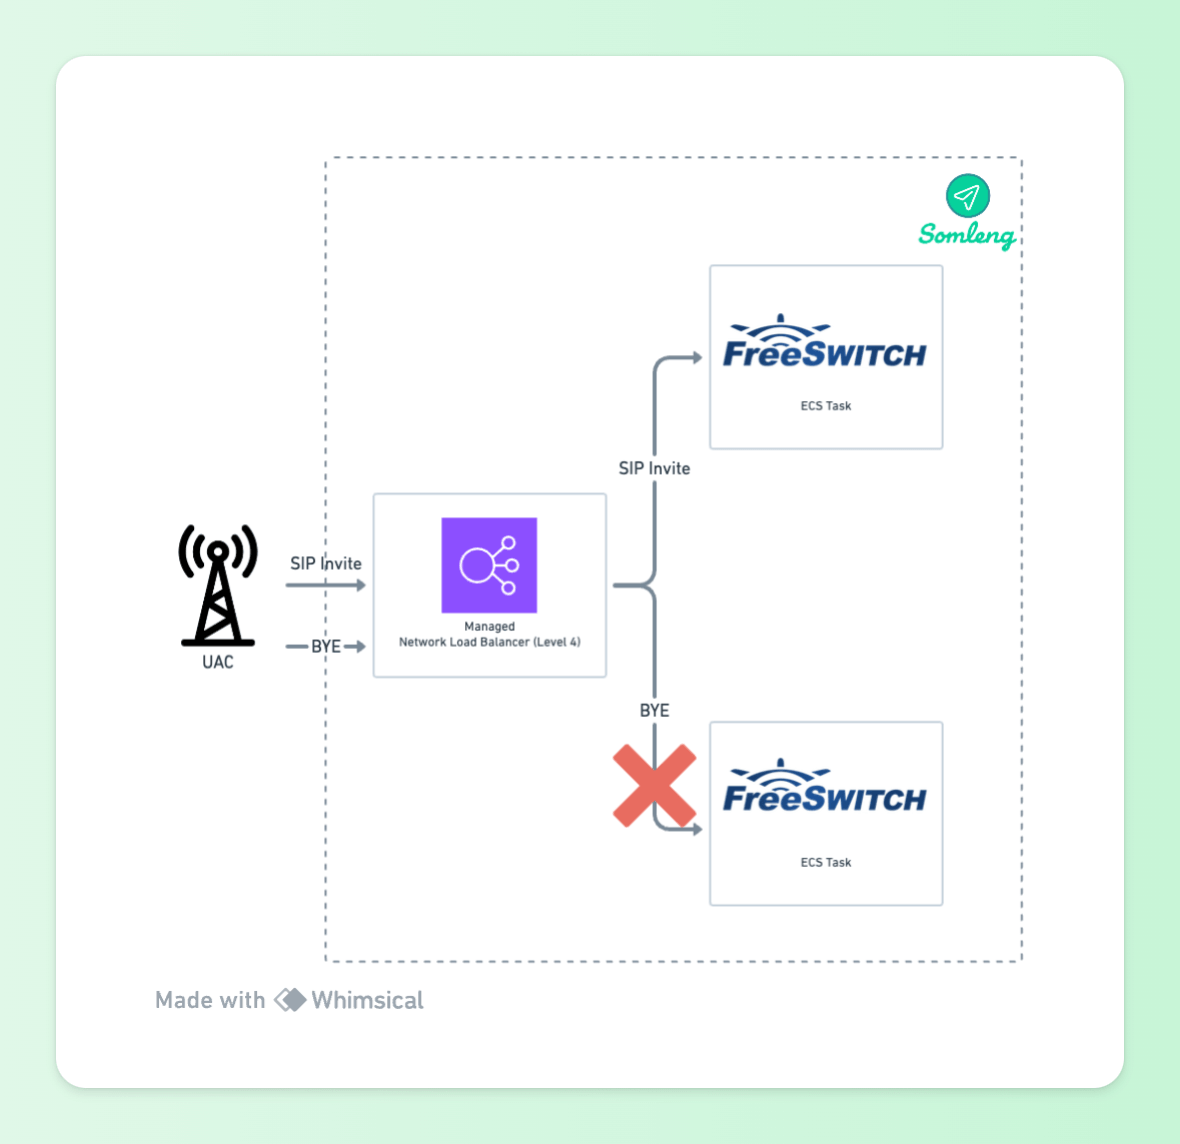 Somleng
FreeSWITCH
ECS Task
SIP Invite
SIP Invite
Managed
Network Load Balancer (Level 4)
BYE
UAC
BYE
FreeSWITCH
ECS Task
Made with Whimsical